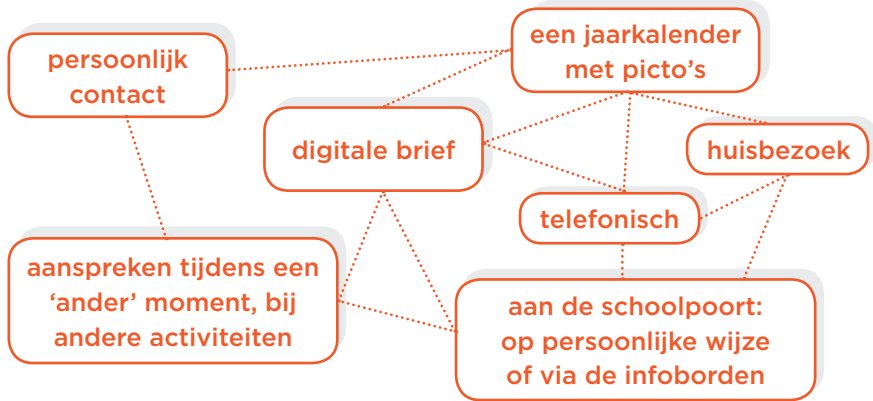 persoonlijk
contact
een jaarkalender
met picto’s
digitale brief
huisbezoek
telefonisch
aanspreken tijdens een
‘ander’ moment, bij
andere activiteiten
aan de schoolpoort:
op persoonlijke wijze
of via de infoborden